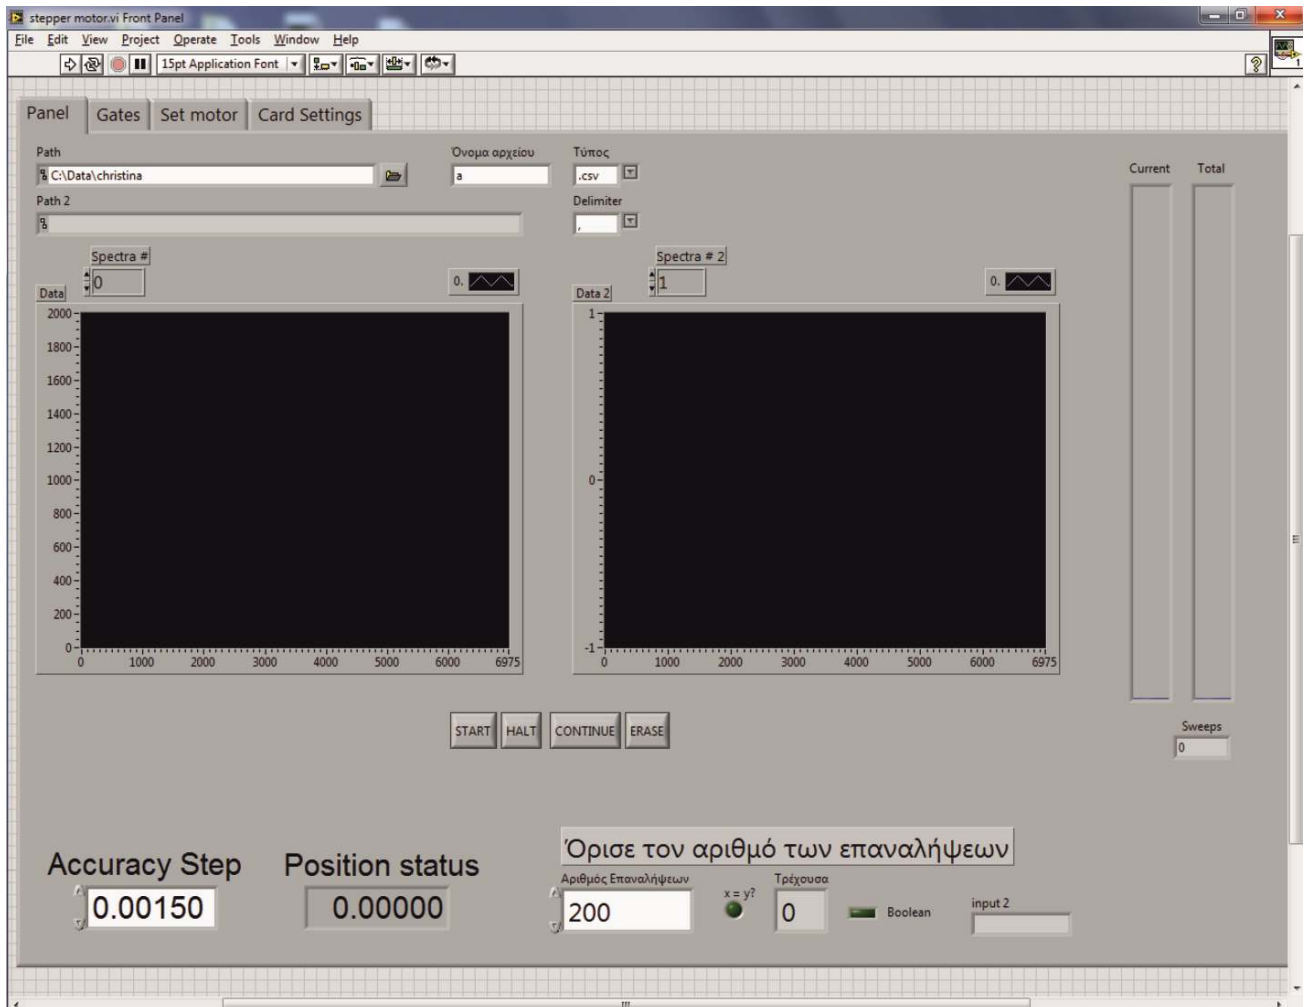 stepper motor.vi Front Panel
File Edit View Project Operate Tools Window Help
15pt Application Font
1
Panel Gates Set motor Card Settings
Path Όνομα αρχείου Τύπος
C:\Data\christina a .csv
Current Total
Path 2 Delimiter
,
Spectra # Spectra # 2
0 0. 1 0.
Data Data 2
2000 1
1800
1600
1400
1200
1000 0
800
600
400
200
0 -1
0 1000 2000 3000 4000 5000 6000 6975 0 1000 2000 3000 4000 5000 6000 6975
START HALT CONTINUE ERASE
Sweeps
0
Όρισε τον αριθμό των επαναλήψεων
Accuracy Step Position status
Αριθμός Επαναλήψεων x = y? Τρέχουσα
input 2
0.00150 0.00000 200 0 Boolean